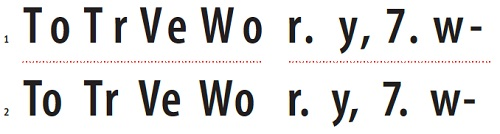 1 To Tr Ve Wo r. y, 7. w-
2 To Tr Ve Wo r. y, 7. w-